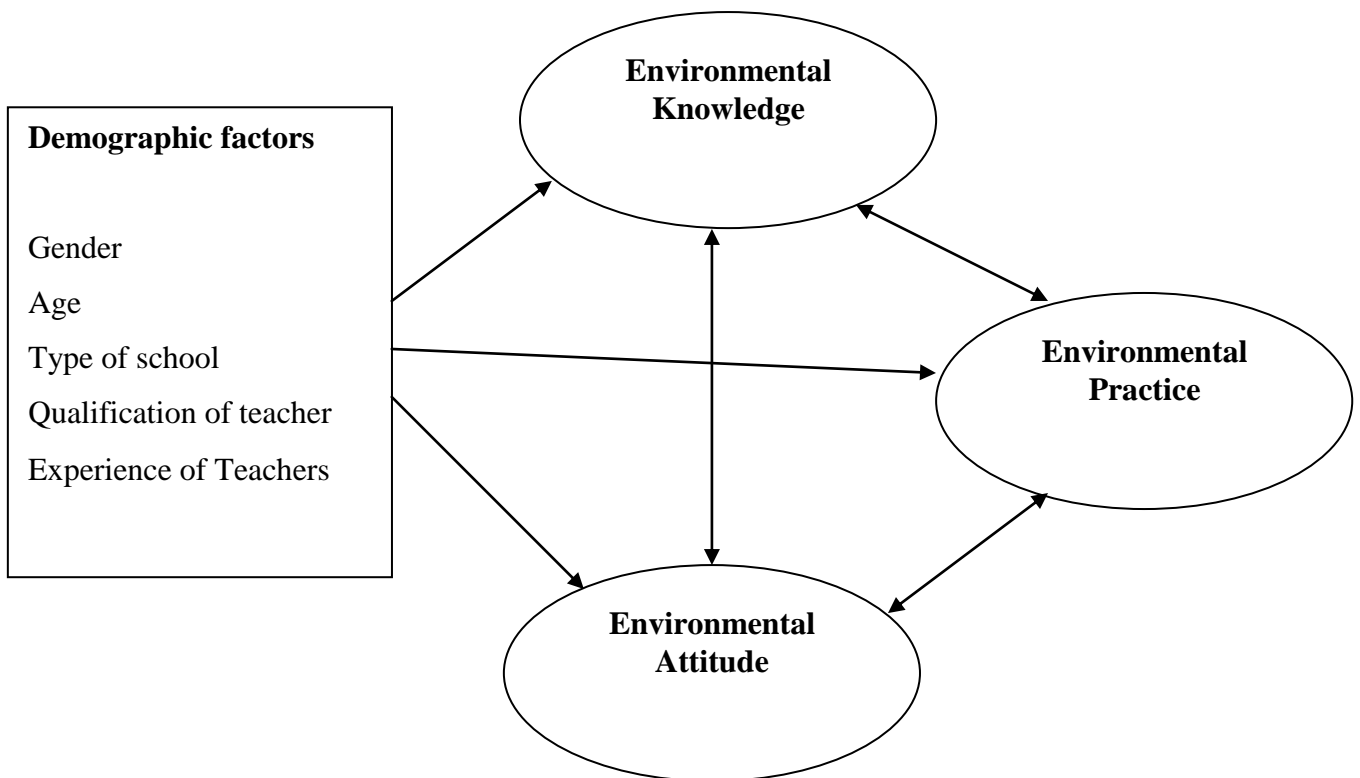 Environmental
Knowledge
Demographic factors
Gender
Age
Type of school
Qualification of teacher
Experience of Teachers
Environmental
Practice
Environmental
Attitude